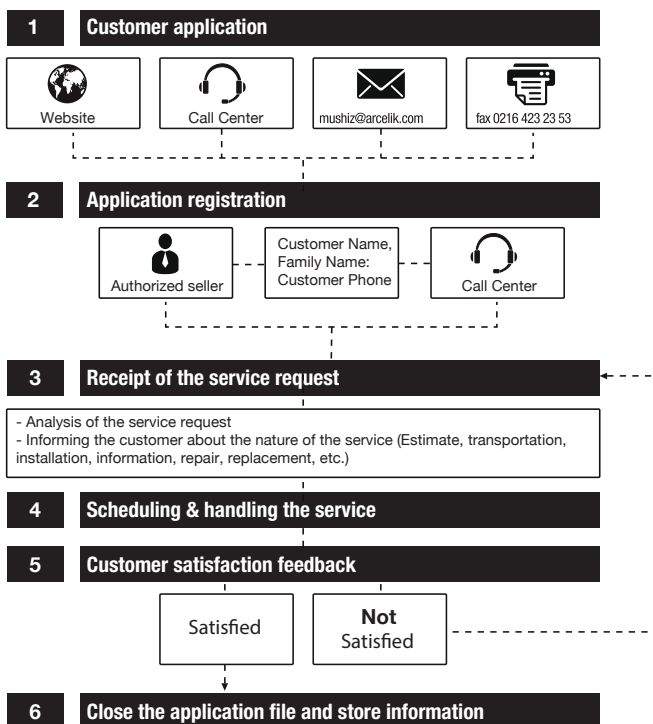 1 Customer application
Website
Call Center
mushiz@arcelik.com
fax 0216 423 23 53
2 Application registration
Authorized seller
Customer Name,
Family Name:
Customer Phone
Call Center
3 Receipt of the service request
- Analysis of the service request
- Informing the customer about the nature of the service (Estimate, transportation,
installation, information, repair, replacement, etc.)
4 Scheduling & handling the service
5 Customer satisfaction feedback
Satisfied
Not
Satisfied
6 Close the application file and store information